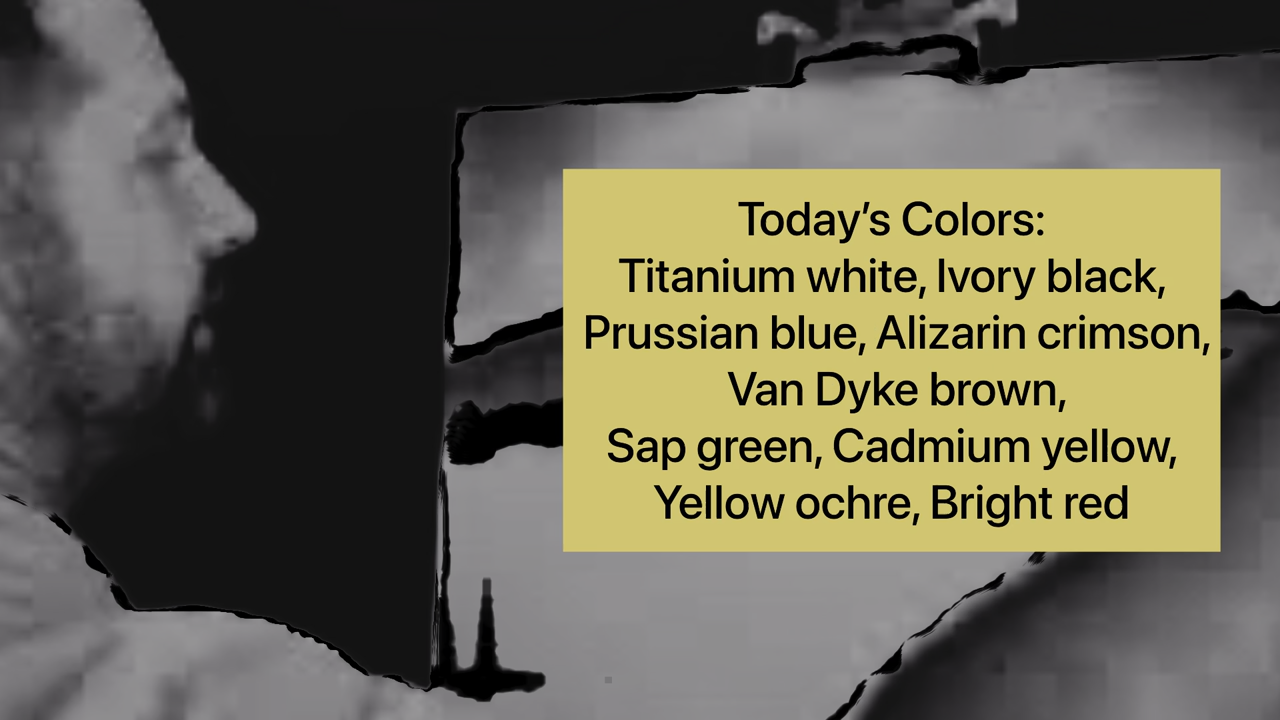 Today’s Colors:
Titanium white, Ivory black,
Prussian blue, Alizarin crimson,
Van Dyke brown,
Sap green, Cadmium yellow,
Yellow ochre, Bright red